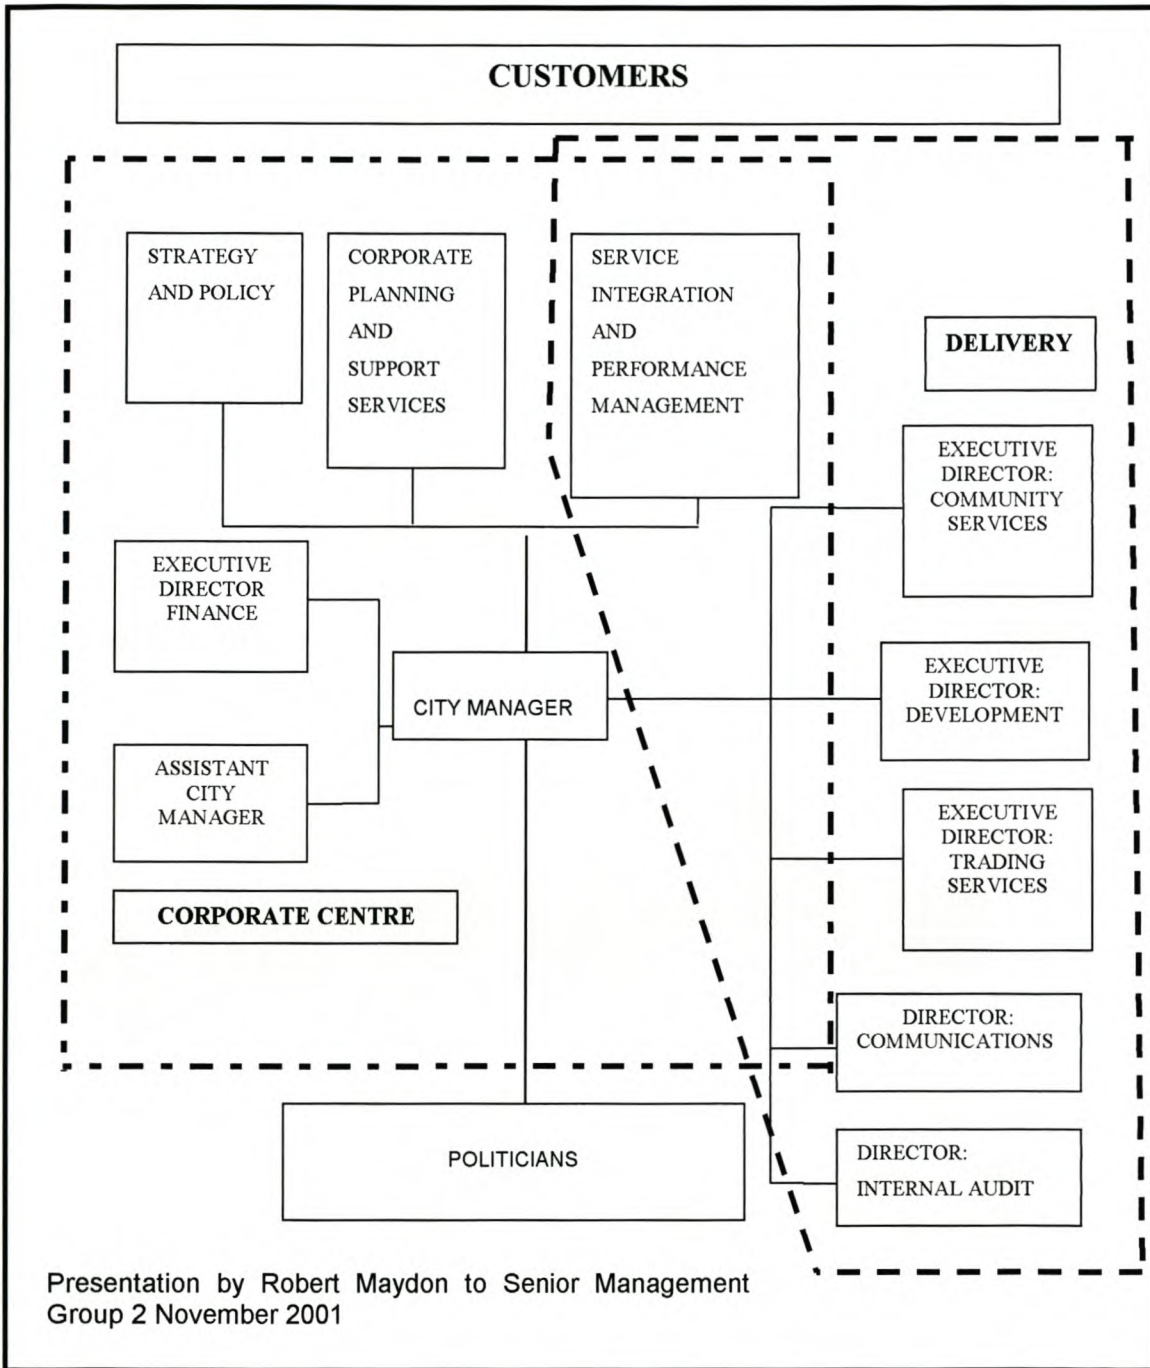 CUSTOMERS
STRATEGY
AND POLICY
CORPORATE
PLANNING
AND
SUPPORT
SERVICES
SERVICE
INTEGRATION
AND
PERFORMANCE
MANAGEMENT
DELIVERY
EXECUTIVE
DIRECTOR:
COMMUNITY
SERVICES
EXECUTIVE
DIRECTOR
FINANCE
CITY MANAGER
EXECUTIVE
DIRECTOR:
DEVELOPMENT
ASSISTANT
CITY
MANAGER
EXECUTIVE
DIRECTOR:
TRADING
SERVICES
CORPORATE CENTRE
DIRECTOR:
COMMUNICATIONS
POLITICIANS
DIRECTOR:
INTERNAL AUDIT
Presentation by Robert Maydon to Senior Management
Group 2 November 2001